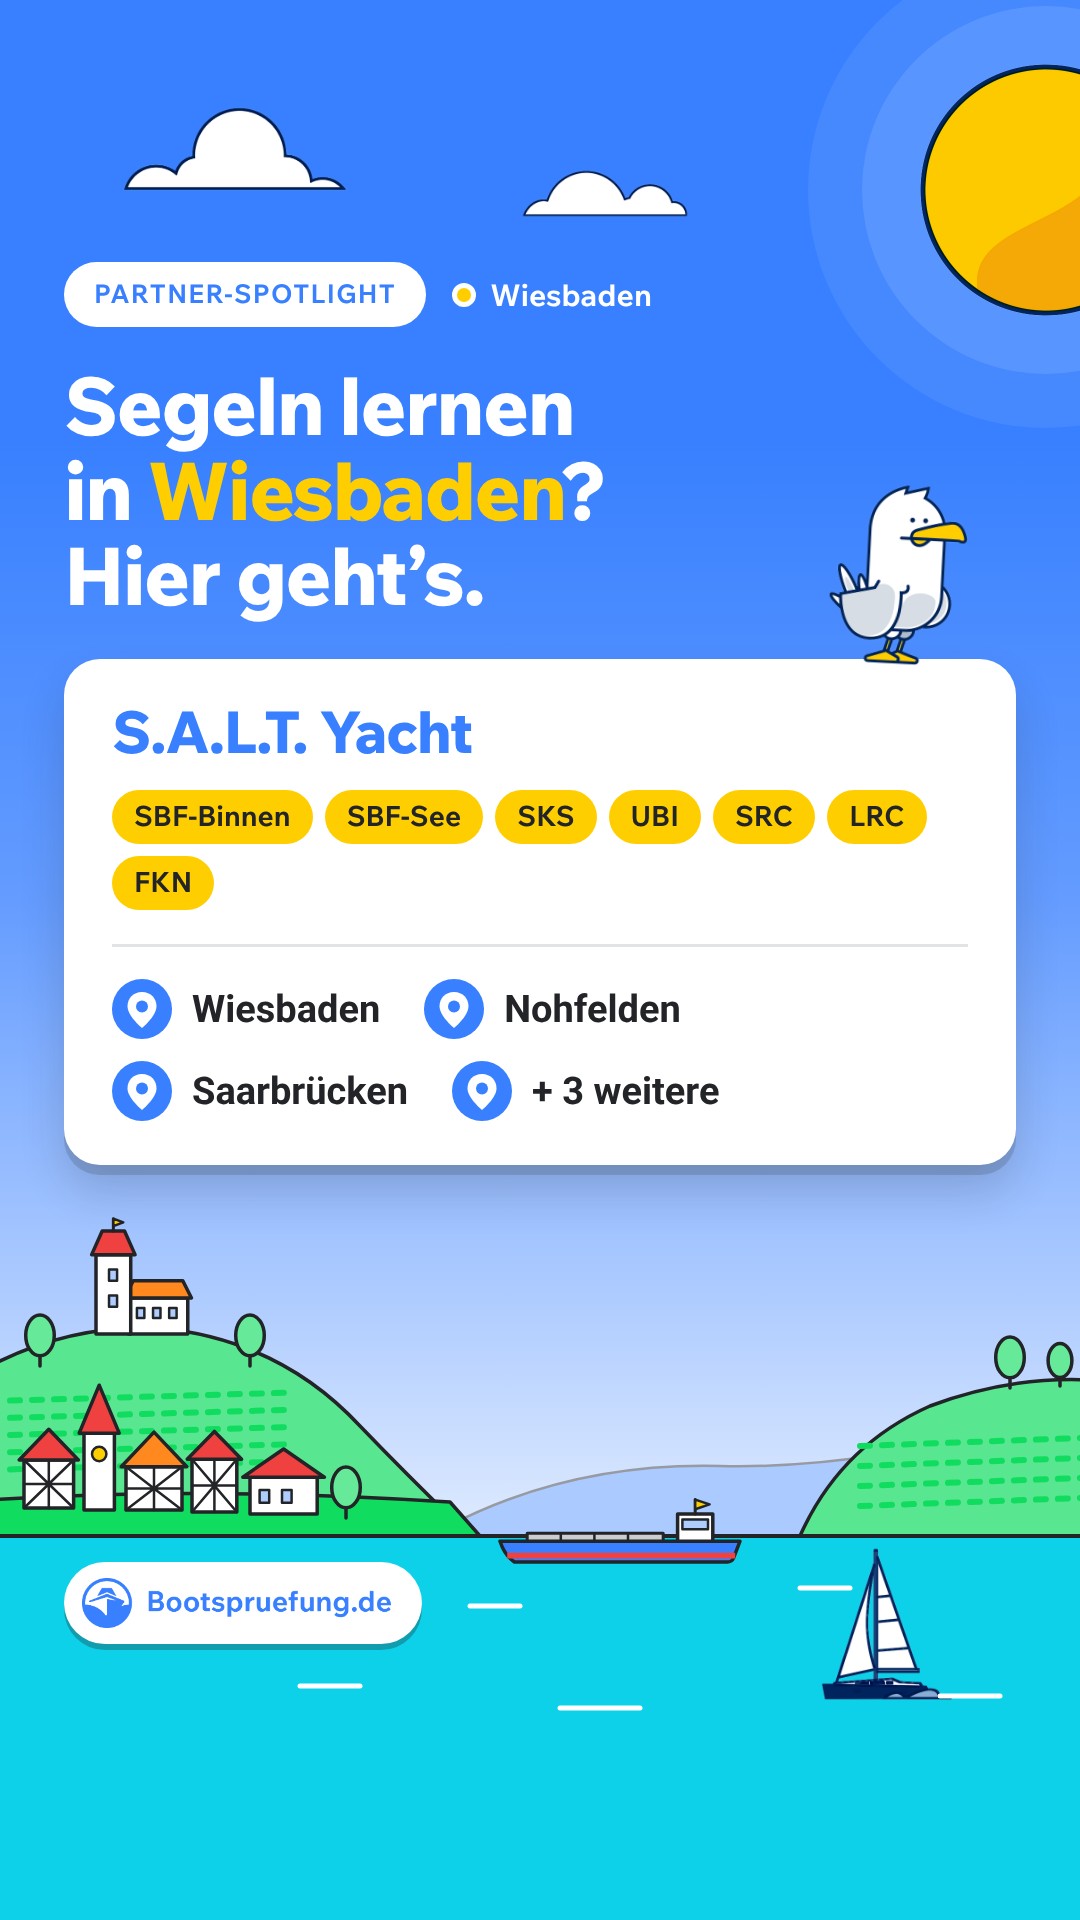 PARTNER-SPOTLIGHT
Wiesbaden
Segeln lernen
in Wiesbaden?
Hier geht’s.
S.A.L.T. Yacht
SBF-Binnen SBF-See SKS UBI SRC LRC
FKN
Wiesbaden Nohfelden
Saarbrücken + 3 weitere
Bootspruefung.de